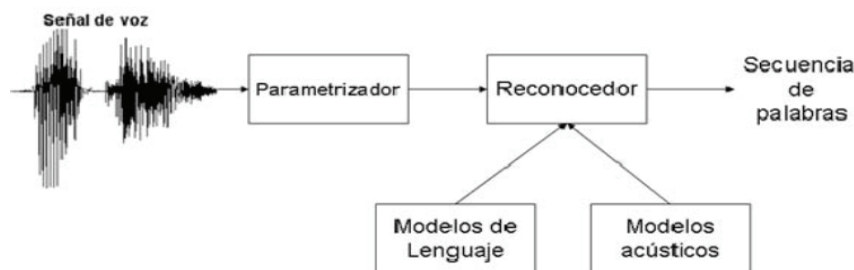 Señal de voz
Parametrizador
Reconocedor
Secuencia
de
palabras
Modelos de
Lenguaje
Modelos
acústicos